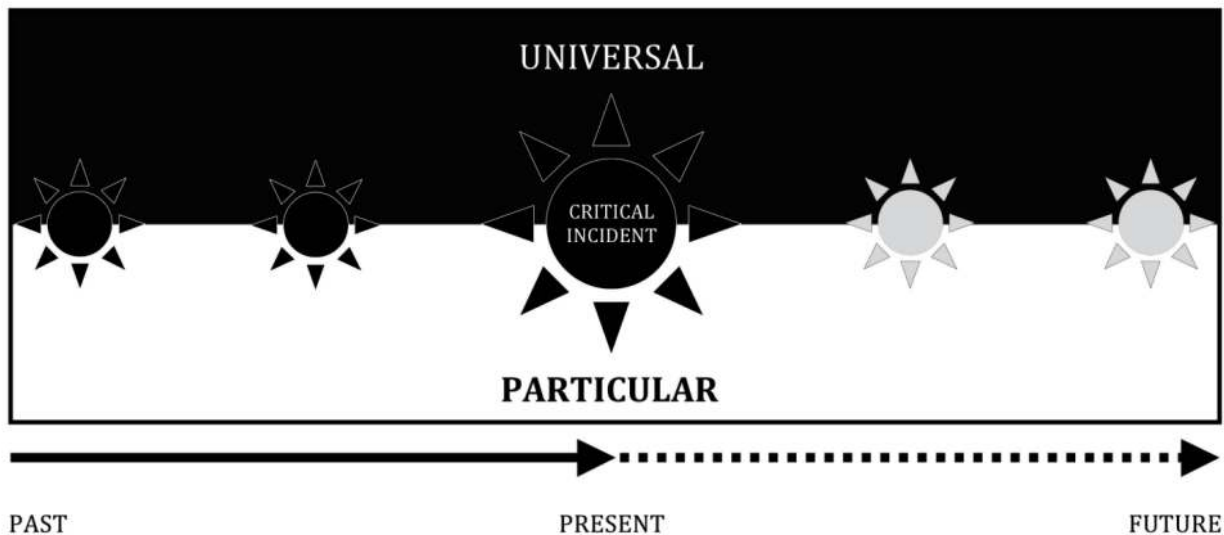 UNIVERSAL
CRITICAL
INCIDENT
PARTICULAR
PAST PRESENT FUTURE